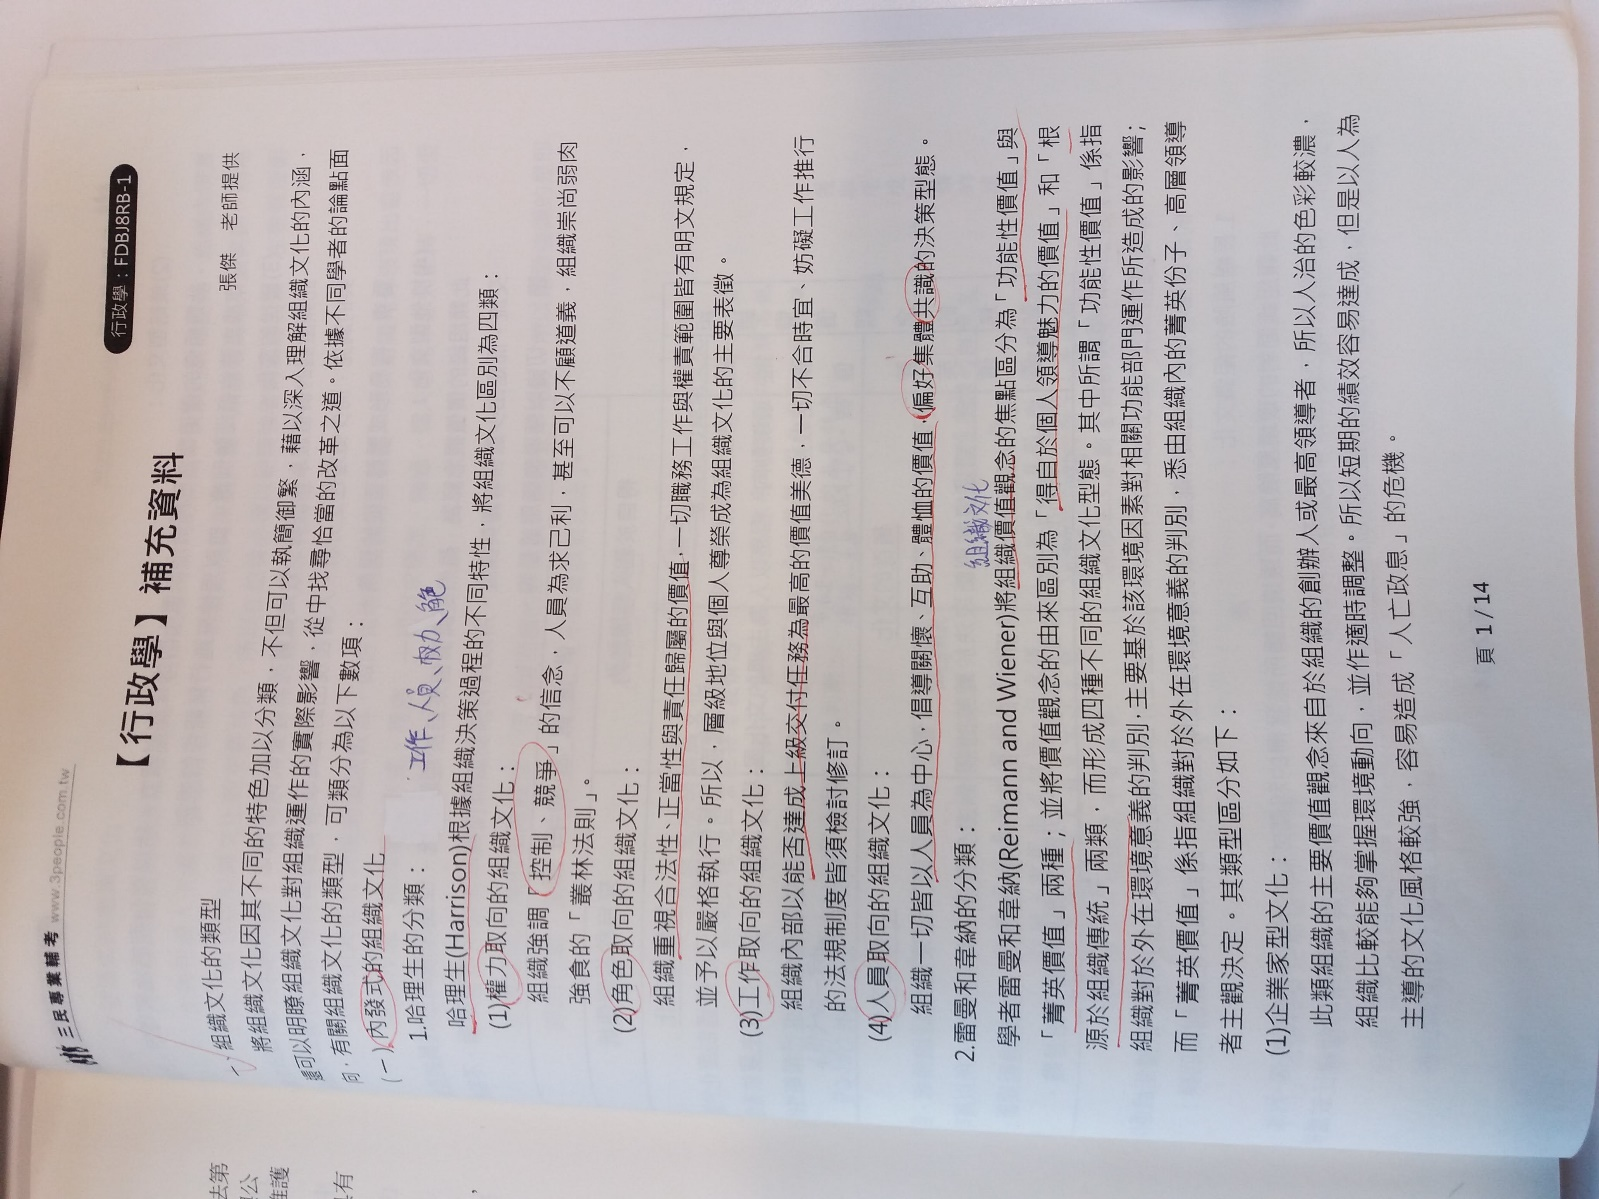 三民專業輔考 www.3people.com.tw
行政學：FDBJ8RB-1
【行政學】補充資料
張傑　老師提供
組織文化的類型
將組織文化因其不同的特色加以分類，不但可以執簡御繁，藉以深入理解組織文化的內涵，
還可以明瞭組織文化對組織運作的實際影響，從中找尋恰當的改革之道。依據不同學者的論點面
向，有關組織文化的類型，可類分為以下數項：
(一)內發式的組織文化
1.哈理生的分類： 工作、人員、權力、角色
哈理生(Harrison)根據組織決策過程的不同特性，將組織文化區別為四類：
(1)權力取向的組織文化：
組織強調「控制、競爭」的信念，人員為求己利，甚至可以不顧道義，組織崇尚弱肉
強食的「叢林法則」。
(2)角色取向的組織文化：
組織重視合法性、正當性與責任歸屬的價值，一切職務工作與權責範圍皆有明文規定，
並予以嚴格執行。所以，層級地位與個人尊榮成為組織文化的主要表徵。
(3)工作取向的組織文化：
組織內部以能否達成上級交付任務為最高的價值美德，一切不合時宜、妨礙工作推行
的法規制度皆須檢討修訂。
(4)人員取向的組織文化：
組織一切皆以人員為中心，倡導關懷、互助、體恤的價值，偏好集體共識的決策型態。
2.雷曼和韋納的分類：
組織文化
學者雷曼和韋納(Reimann and Wiener)將組織價值觀念的焦點區分為「功能性價值」與
「菁英價值」兩種；並將價值觀念的由來區別為「得自於個人領導魅力的價值」和「根
源於組織傳統」兩類，而形成四種不同的組織文化型態。其中所謂「功能性價值」係指
組織對於外在環境意義的判別，主要基於該環境因素對相關功能部門運作所造成的影響；
而「菁英價值」係指組織對於外在環境意義的判別，悉由組織內的菁英份子、高層領導
者主觀決定。其類型區分如下：
(1)企業家型文化：
此類組織的主要價值觀念來自於組織的創辦人或最高領導者，所以人治的色彩較濃，
組織比較能夠掌握環境動向，並作適時調整。所以短期的績效容易達成，但是以人為
主導的文化風格較強，容易造成「人亡政息」的危機。
頁 1 / 14
法第
公
維護
具有